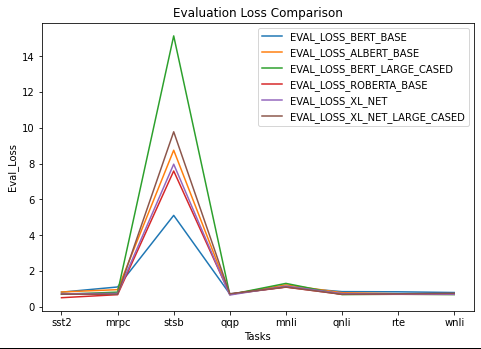 Evaluation Loss Comparison
EVAL_LOSS_BERT_BASE
EVAL_LOSS_ALBERT_BASE
EVAL_LOSS_BERT_LARGE_CASED
EVAL_LOSS_ROBERTA_BASE
EVAL_LOSS_XL_NET
EVAL_LOSS_XL_NET_LARGE_CASED
Eval_Loss
14
12
10
8
6
4
2
0
sst2 mrpc stsb qqp mnli qnli rte wnli
Tasks